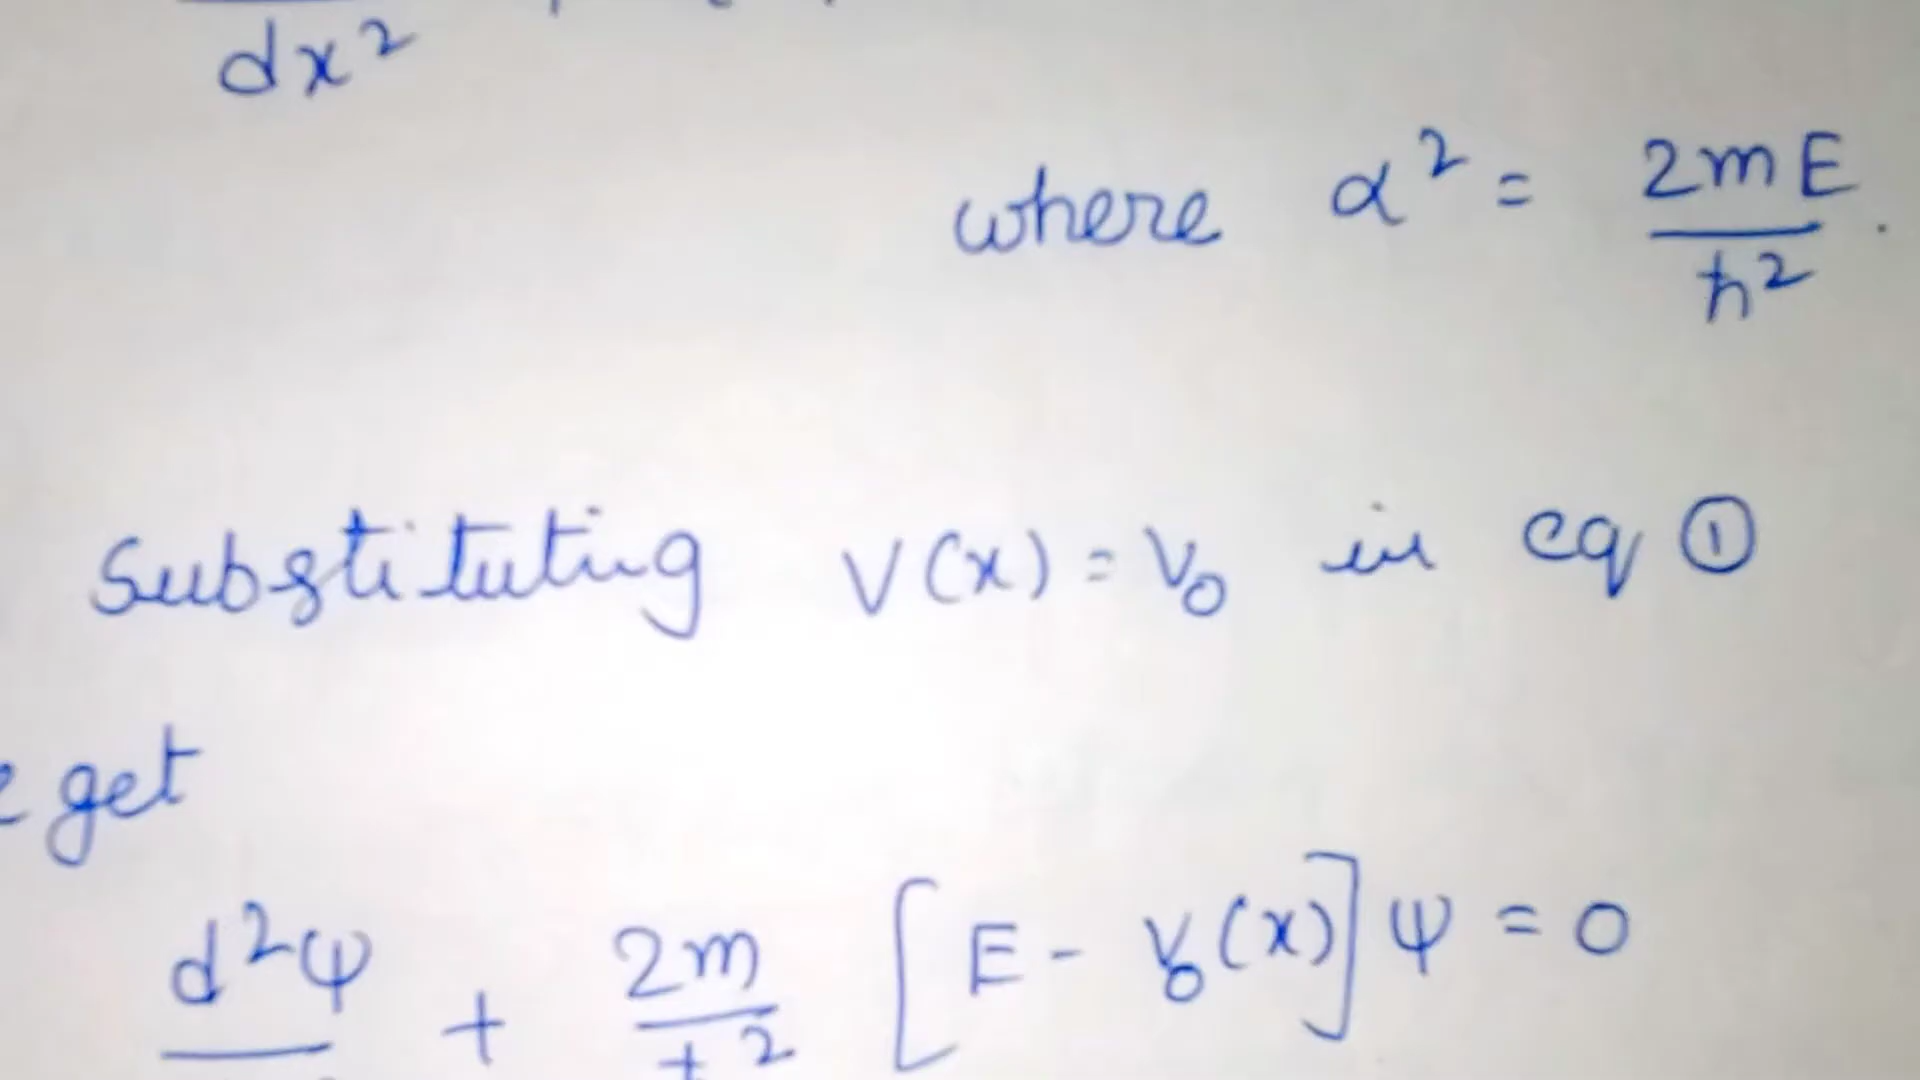 dx²
where α² = 2mE/ħ².
Substituting V(x) = V₀ in eq ①
get
d²ψ + 2m/ħ² [E - V₀(x)] ψ = 0